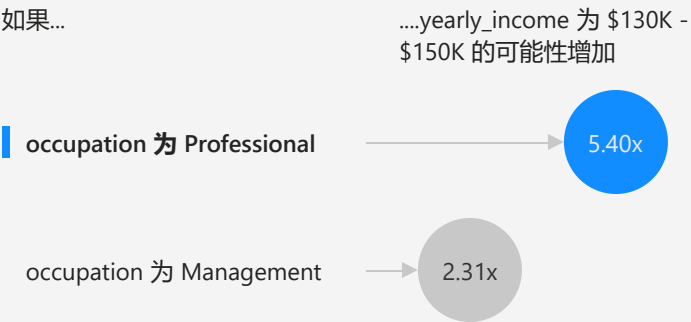 如果...
....yearly_income 为 $130K -
$150K 的可能性增加
occupation 为 Professional
5.40x
occupation 为 Management
2.31x